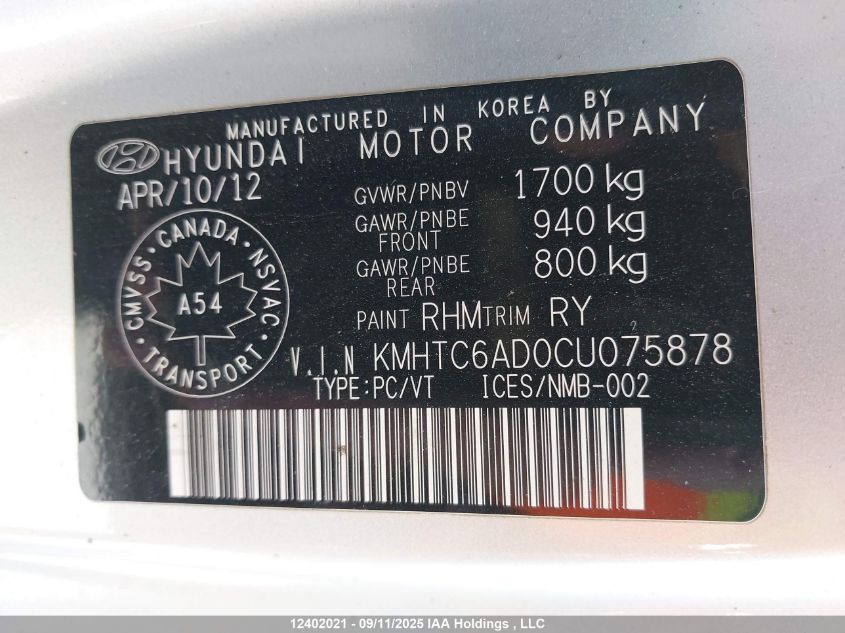 MANUFACTURED IN KOREA BY
HYUNDAI MOTOR COMPANY
APR/10/12
GVWR/PNBV 1700 kg
GAWR/PNBE FRONT 940 kg
GAWR/PNBE REAR 800 kg
CANADA · NSVAC · TRANSPORT · CMVSS ·
A54
PAINT RHM TRIM RY
V.I.N KMHTC6AD0CU075878
TYPE:PC/VT ICES/NMB-002
12402021 - 09/11/2025 IAA Holdings , LLC